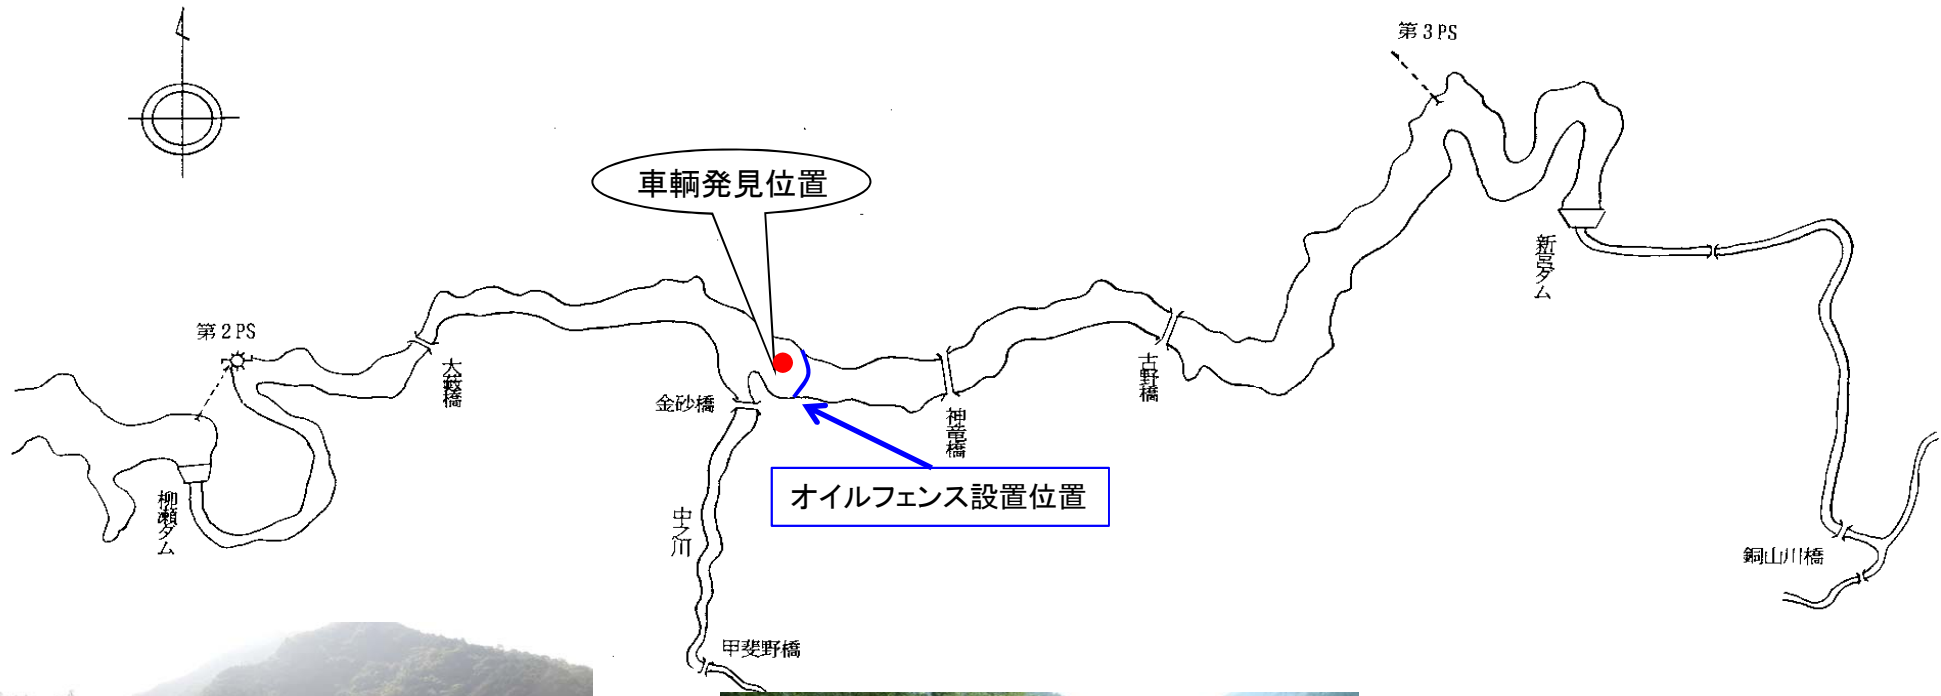 第3PS
車輌発見位置
新宮ダム
第2PS
大藪橋
古野橋
金砂橋
神竜橋
オイルフェンス設置位置
柳瀬ダム
中之川
銅山川橋
甲斐野橋